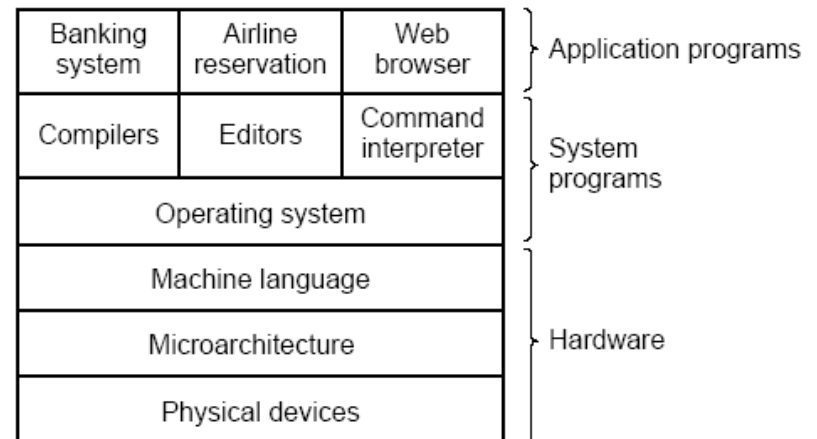 Banking
system
Airline
reservation
Web
browser
Application programs
Compilers
Editors
Command
interpreter
System
programs
Operating system
Machine language
Microarchitecture
Hardware
Physical devices